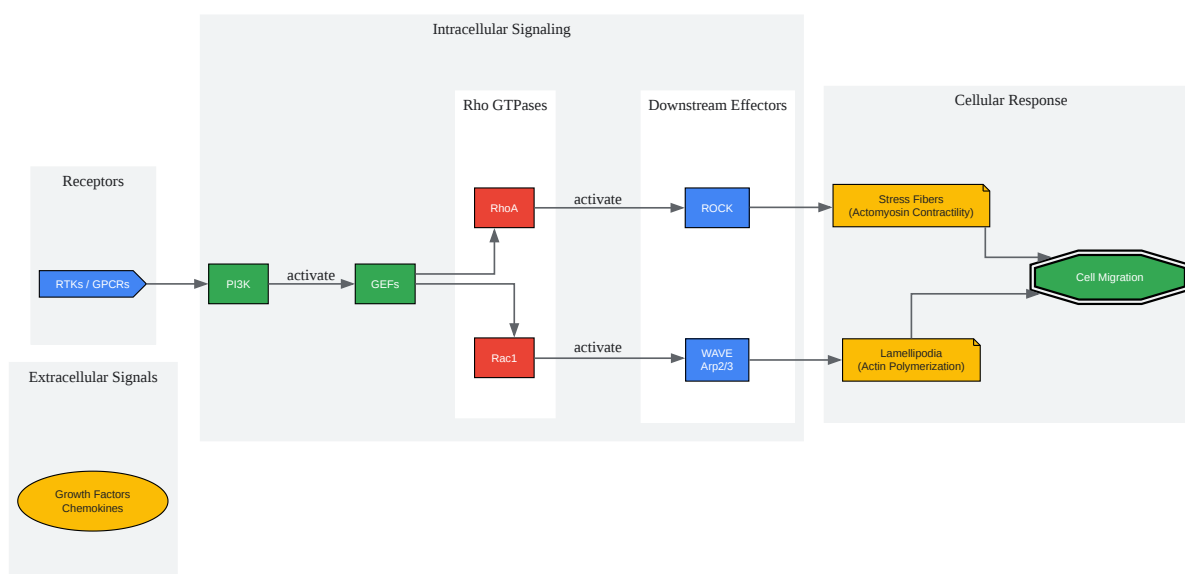 Intracellular Signaling
Rho GTPases
Downstream Effectors
Cellular Response
Receptors
RhoA
activate
ROCK
Stress Fibers
(Actomyosin Contractility)
RTKs / GPCRs
PI3K
activate
GEFs
Cell Migration
Rac1
activate
WAVE
Arp2/3
Lamellipodia
(Actin Polymerization)
Extracellular Signals
Growth Factors
Chemokines